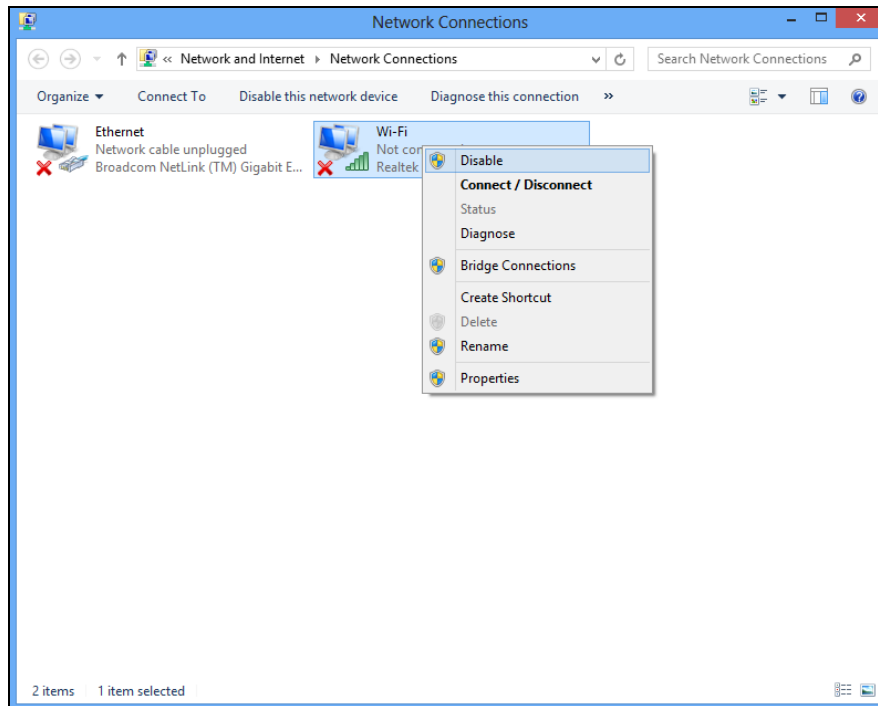 Network Connections
« Network and Internet Network Connections
Search Network Connections
Organize Connect To Disable this network device Diagnose this connection »
Ethernet
Network cable unplugged
Broadcom NetLink (TM) Gigabit E...
Wi-Fi
Not
Realtek
Disable
Connect / Disconnect
Status
Diagnose
Bridge Connections
Create Shortcut
Delete
Rename
Properties
2 items 1 item selected